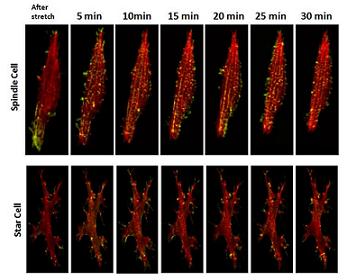 After
stretch
5 min
10min
15 min
20 min
25 min
30 min
Spindle Cell
Star Cell